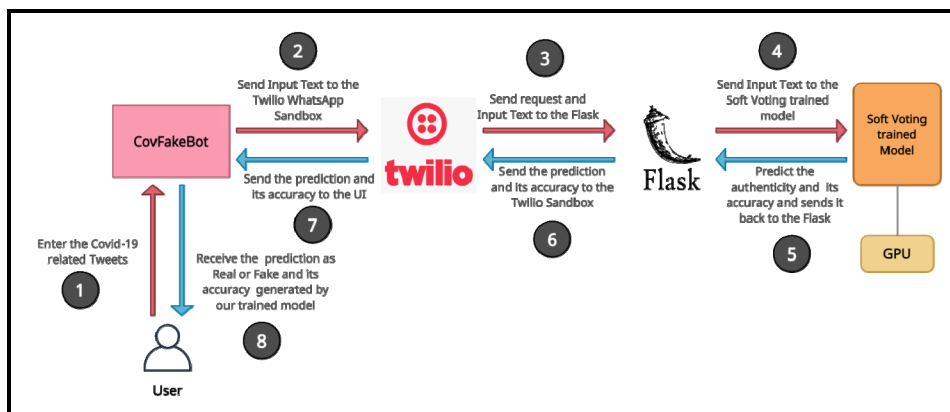 2
Send Input Text to the
Twilio WhatsApp
Sandbox
3
Send request and
Input Text to the Flask
4
Send Input Text to the
Soft Voting trained
model
CovFakeBot
twilio
Flask
Soft Voting
trained
Model
Send the prediction and
its accuracy to the UI
7
Send the prediction
and its accuracy to the
Twilio Sandbox
6
Predict the
authenticity and its
accuracy and sends it
back to the Flask
5
GPU
Enter the Covid-19
related Tweets
1
Receive the prediction as
Real or Fake and its
accuracy generated by
our trained model
8
User